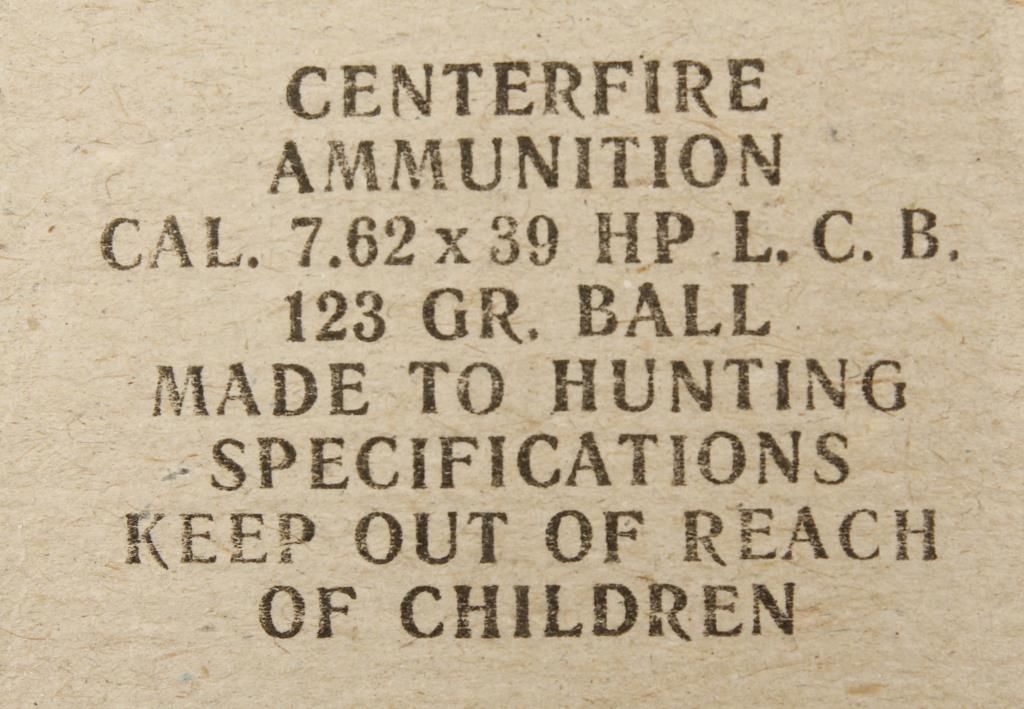 CENTERFIRE
AMMUNITION
CAL. 7.62 x 39 HP L. C. B.
123 GR. BALL
MADE TO HUNTING
SPECIFICATIONS
KEEP OUT OF REACH
OF CHILDREN